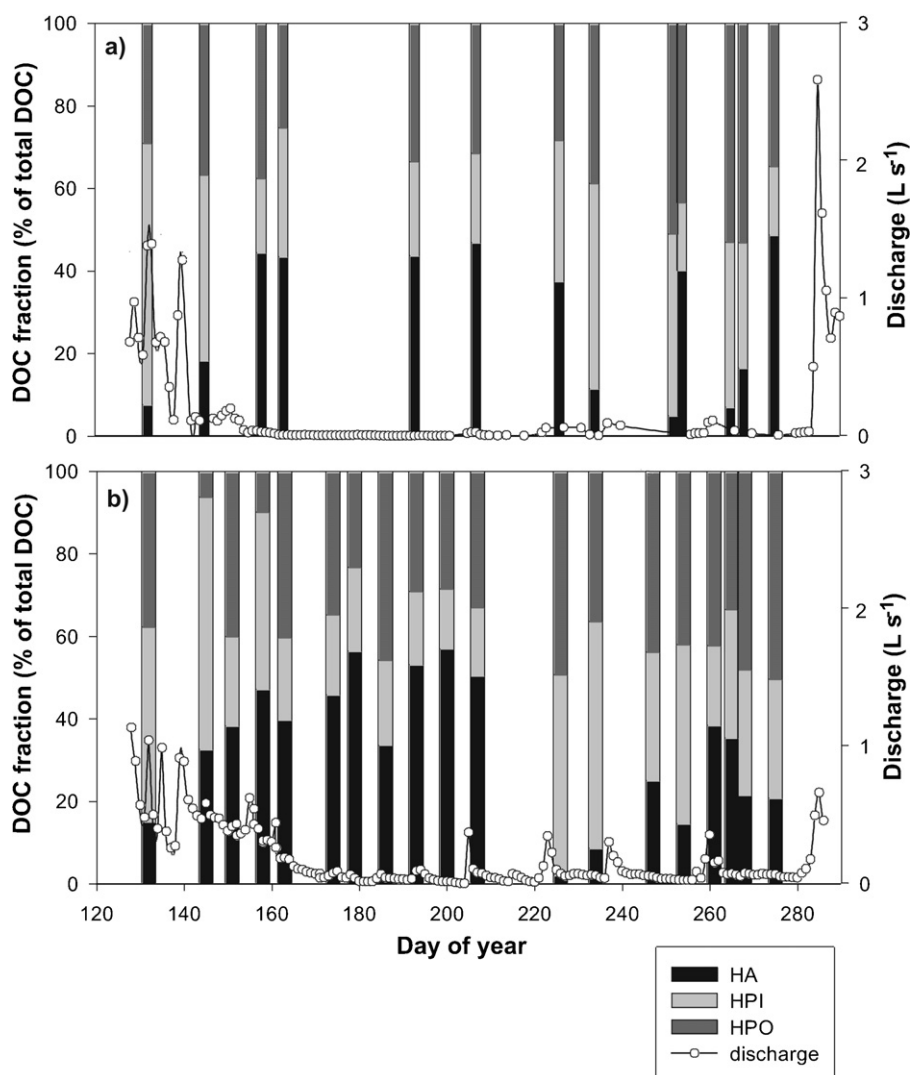 a)
DOC fraction (% of total DOC)
100
80
60
40
20
0
Discharge (L s⁻¹)
3
2
1
0
b)
DOC fraction (% of total DOC)
100
80
60
40
20
0
Discharge (L s⁻¹)
3
2
1
0
120 140 160 180 200 220 240 260 280
Day of year
HA
HPI
HPO
discharge